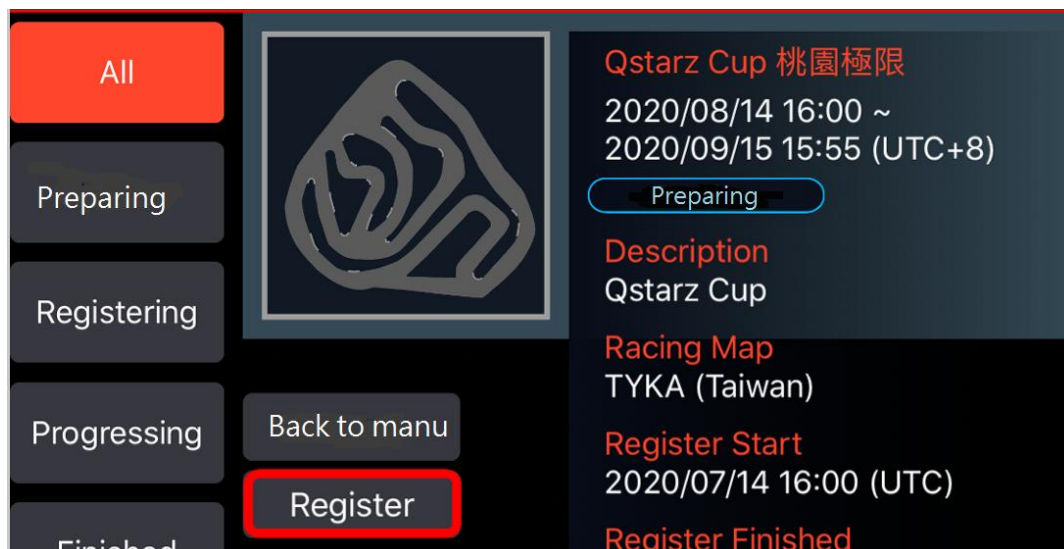 All
Preparing
Registering
Progressing
Finished
Back to manu
Register
Qstarz Cup 桃園極限
2020/08/14 16:00 ~
2020/09/15 15:55 (UTC+8)
Preparing
Description
Qstarz Cup
Racing Map
TYKA (Taiwan)
Register Start
2020/07/14 16:00 (UTC)
Register Finished